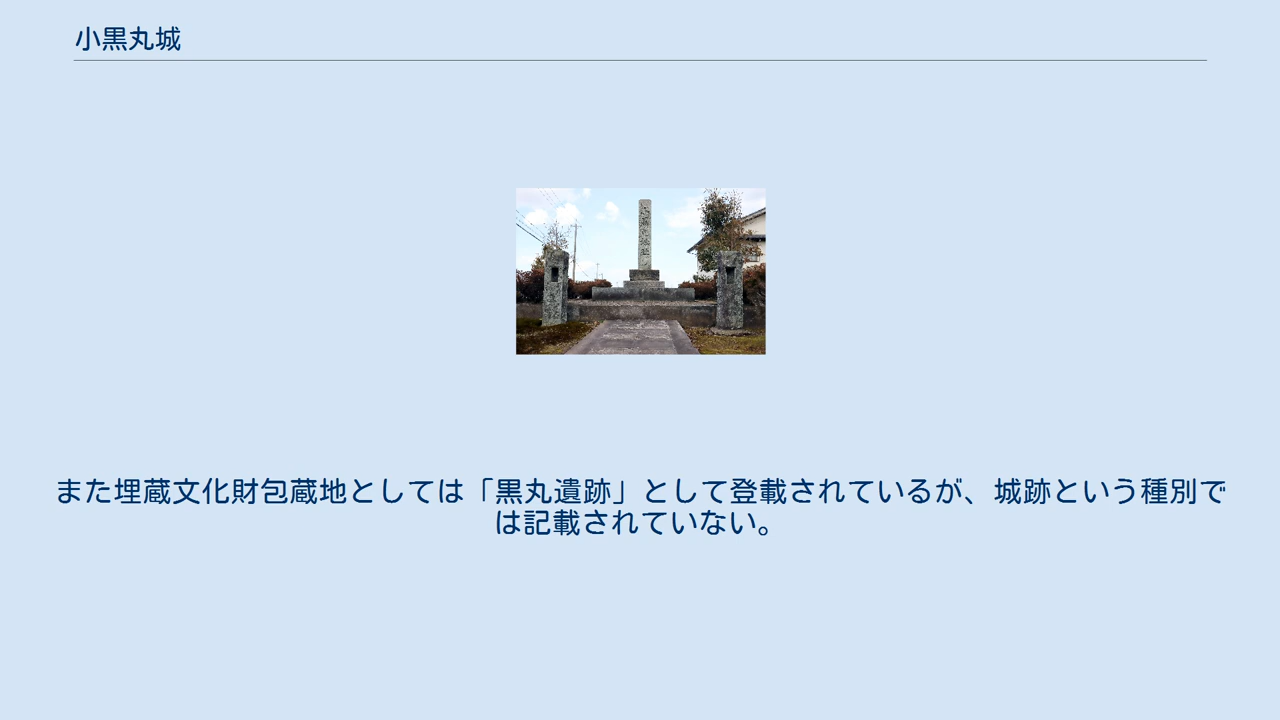 小黒丸城
また埋蔵文化財包蔵地としては「黒丸遺跡」として登載されているが、城跡という種別で
は記載されていない。